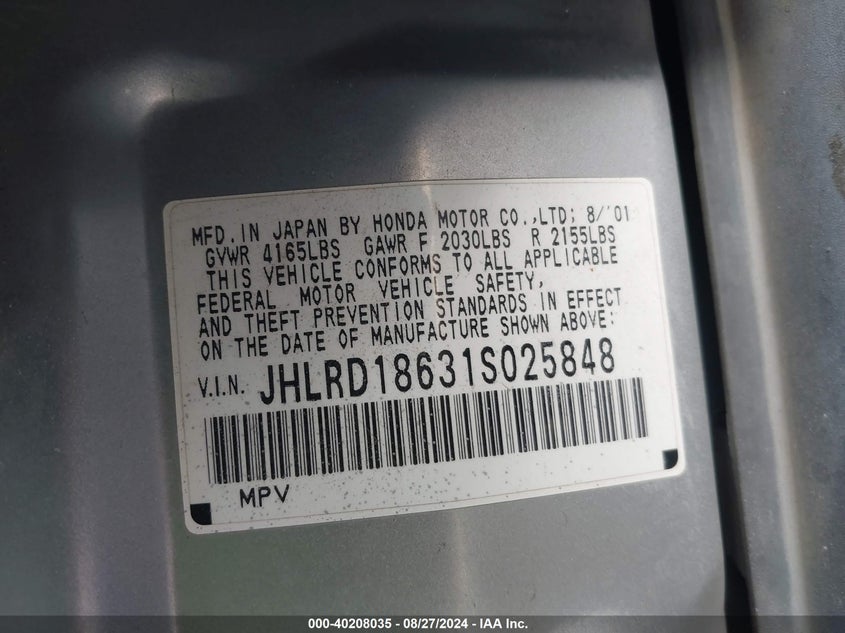 MFD. IN JAPAN BY HONDA MOTOR CO.,LTD; 8/'01
GVWR 4165LBS GAWR F 2030LBS R 2155LBS
THIS VEHICLE CONFORMS TO ALL APPLICABLE
FEDERAL MOTOR VEHICLE SAFETY,
AND THEFT PREVENTION STANDARDS IN EFFECT
ON THE DATE OF MANUFACTURE SHOWN ABOVE:
V.I.N. JHLRD18631S025848
MPV
000-40208035 - 08/27/2024 - IAA Inc.